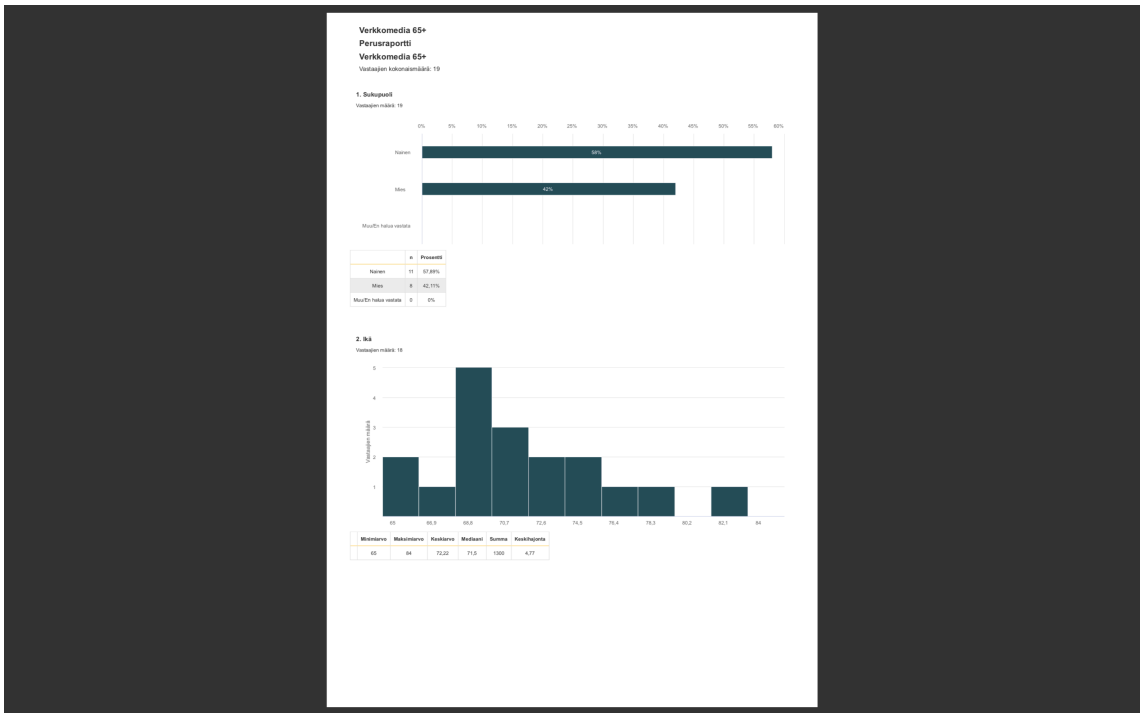 Verkkomedia 65+
Perusraportti
Verkkomedia 65+
Vastaajien kokonaismäärä: 19
1. Sukupuoli
Vastaajien määrä: 19
0% 5% 10% 15% 20% 25% 30% 35% 40% 45% 50% 55% 60%
Nainen 58%
Mies 42%
Muu/En halua vastata
n Prosentti
Nainen 11 57,89%
Mies 8 42,11%
Muu/En halua vastata 0 0%
2. Ikä
Vastaajien määrä: 18
5
4
3
2
1
Vastaajien määrä
65 66,9 68,8 70,7 72,6 74,5 76,4 78,3 80,2 82,1 84
Minimiarvo Maksimiarvo Keskiarvo Mediaani Summa Keskihajonta
65 84 72,22 71,5 1300 4,77